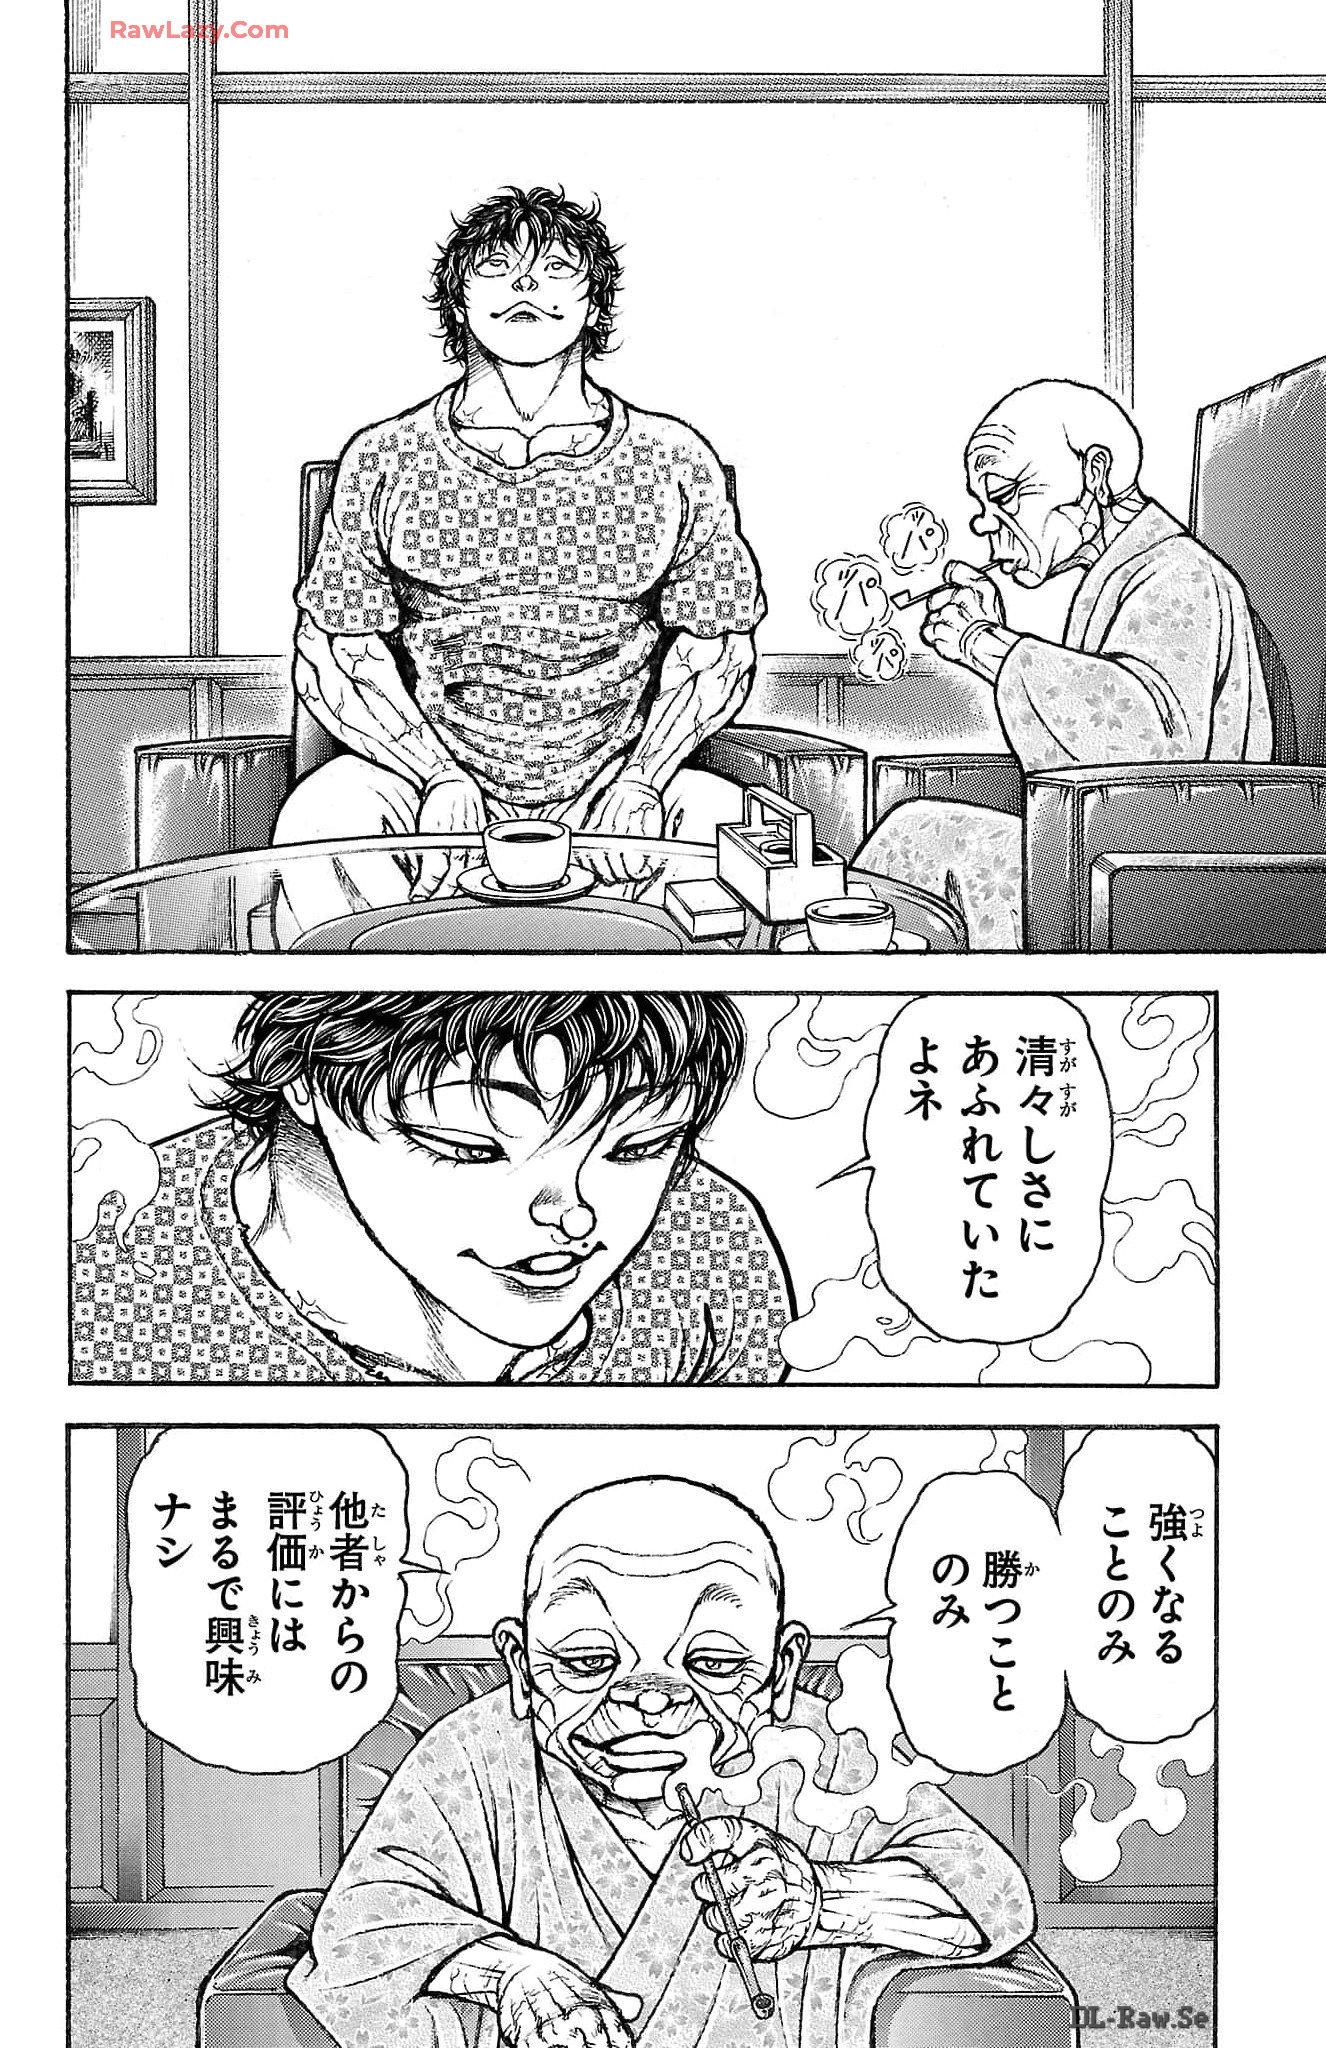 RawLazy.Com
パ
パ
パ
清々しさに
あふれていた
よネ
強くなる
ことのみ
勝つこと
のみ
他者からの
評価には
まるで興味
ナシ
DL-Raw.Se